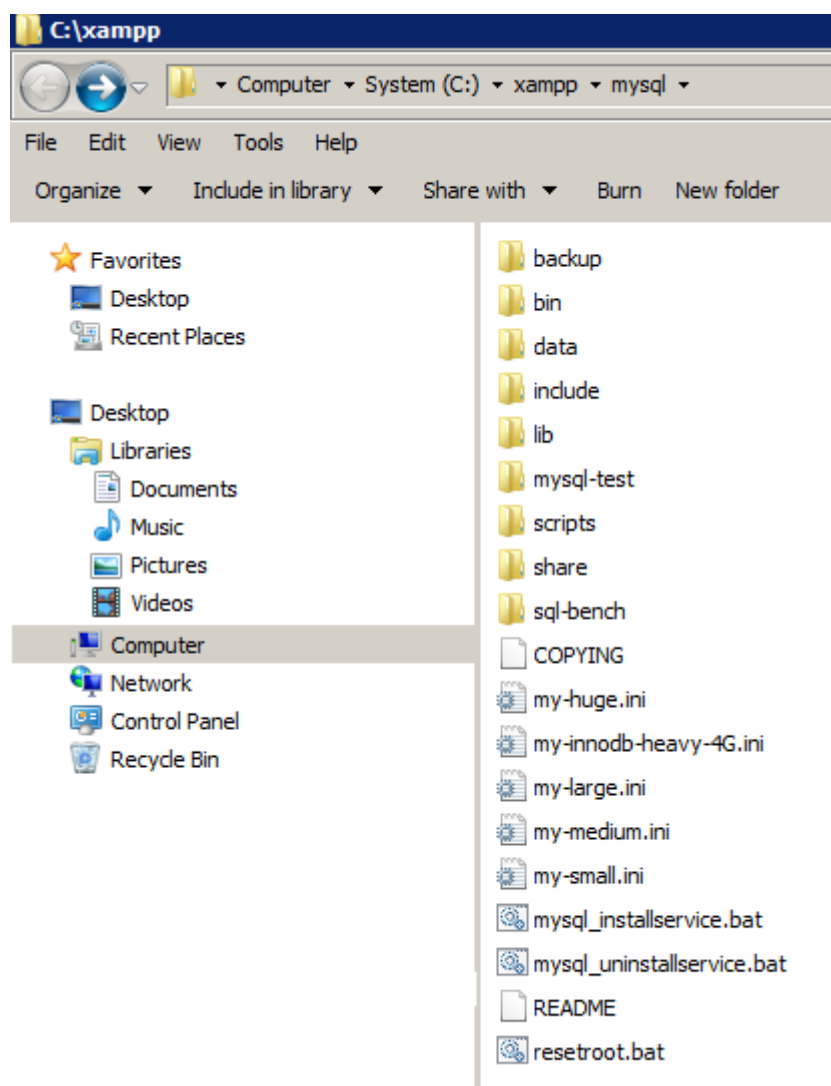 C:\xampp
Computer System (C:) xampp mysql
File Edit View Tools Help
Organize Include in library Share with Burn New folder
Favorites
Desktop
Recent Places
Desktop
Libraries
Documents
Music
Pictures
Videos
Computer
Network
Control Panel
Recycle Bin
backup
bin
data
include
lib
mysql-test
scripts
share
sql-bench
COPYING
my-huge.ini
my-innodb-heavy-4G.ini
my-large.ini
my-medium.ini
my-small.ini
mysql_installservice.bat
mysql_uninstallservice.bat
README
resetroot.bat